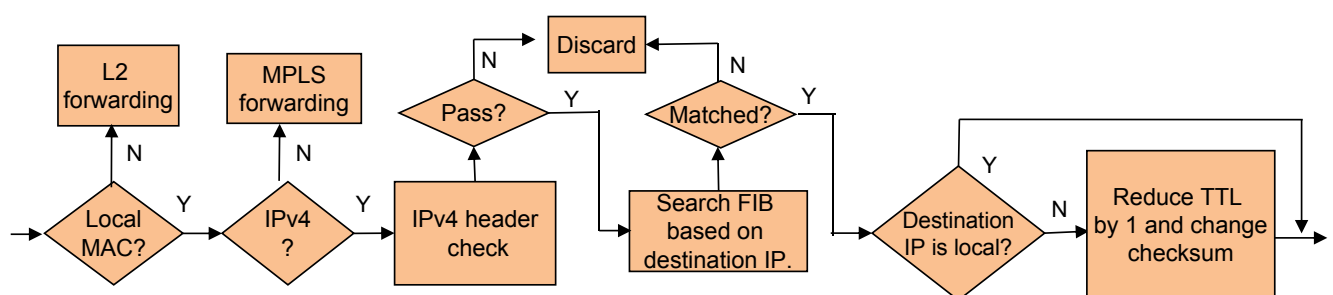 L2
forwarding
N
Local
MAC?
Y
MPLS
forwarding
N
IPv4
?
Y
IPv4 header
check
Pass?
N
Y
Discard
Search FIB
based on
destination IP.
Matched?
N
Y
Destination
IP is local?
Y
N
Reduce TTL
by 1 and change
checksum